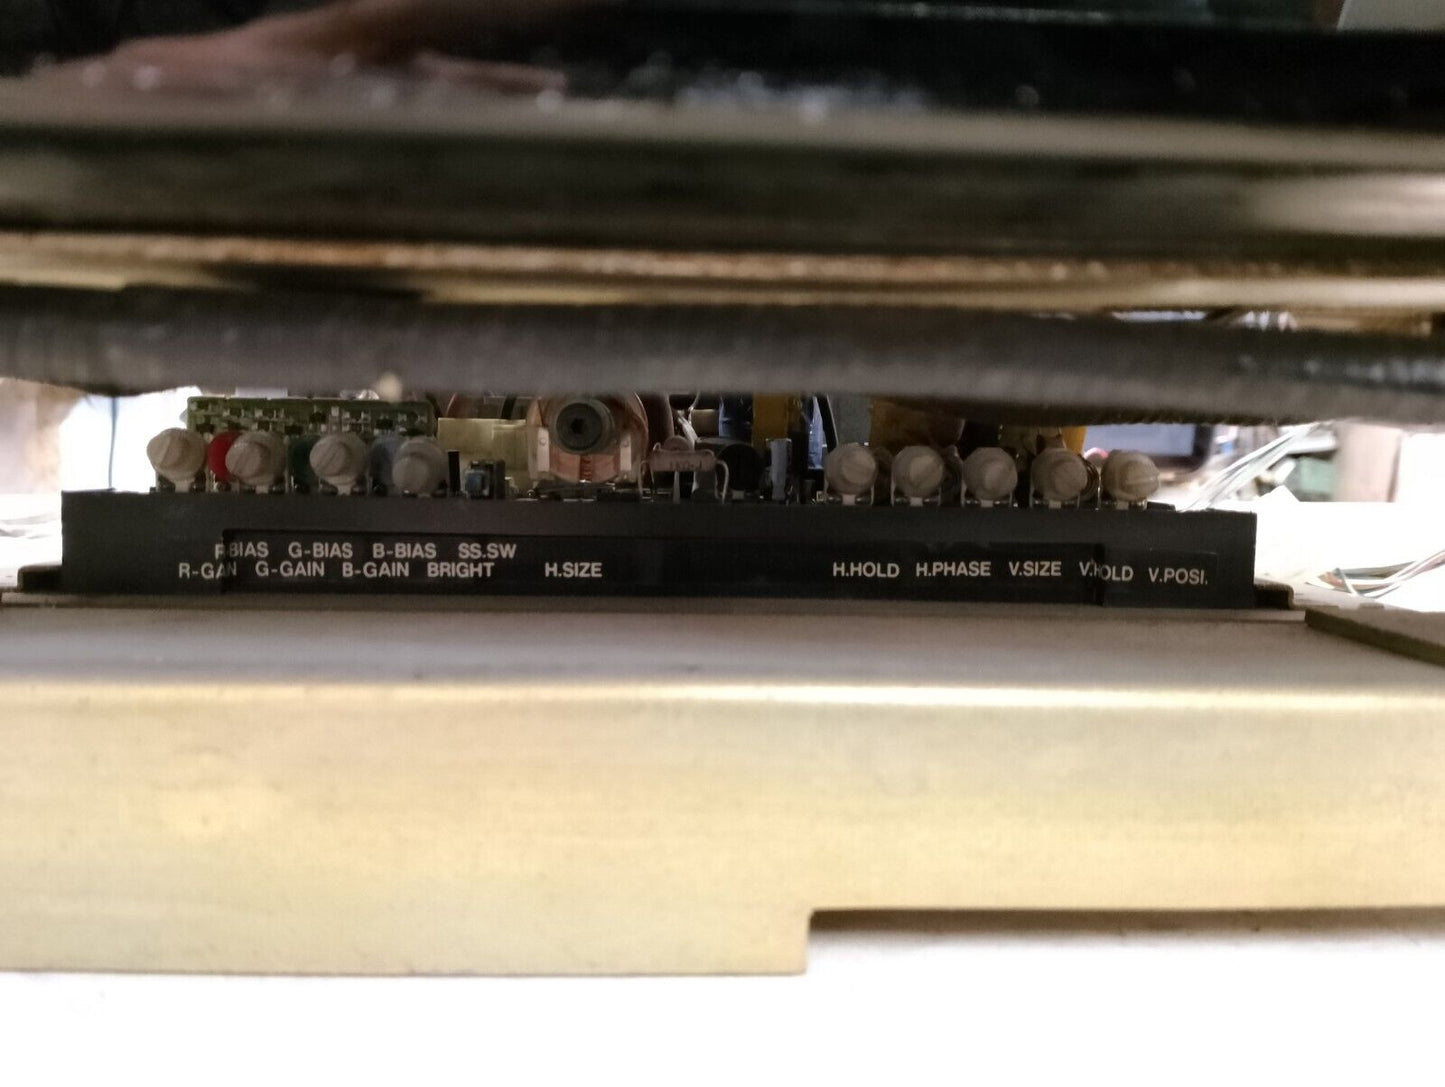 R-BIAS G-BIAS B-BIAS SS.SW
R-GAIN G-GAIN B-GAIN BRIGHT H.SIZE H.HOLD H.PHASE V.SIZE V.HOLD V.POSI.